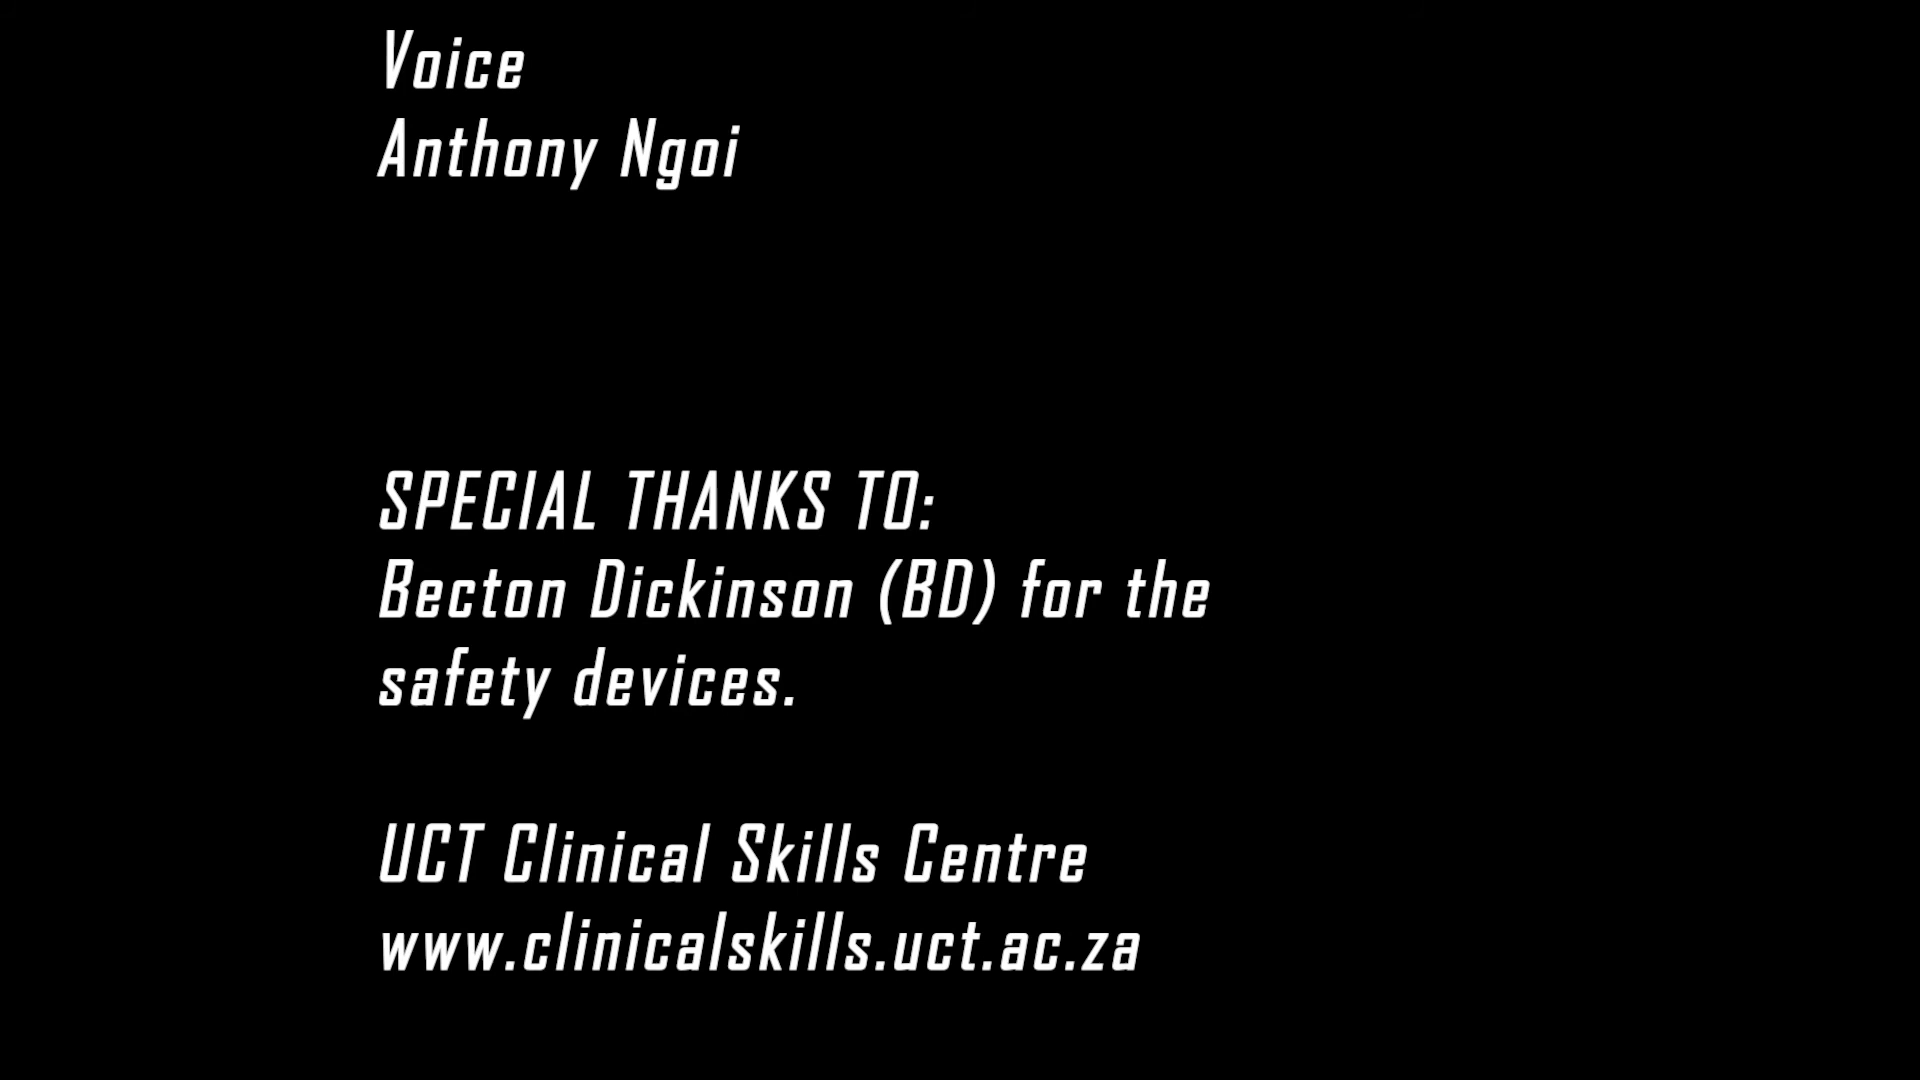 Voice
Anthony Ngoi
SPECIAL THANKS TO:
Becton Dickinson (BD) for the
safety devices.
UCT Clinical Skills Centre
www.clinicalskills.uct.ac.za